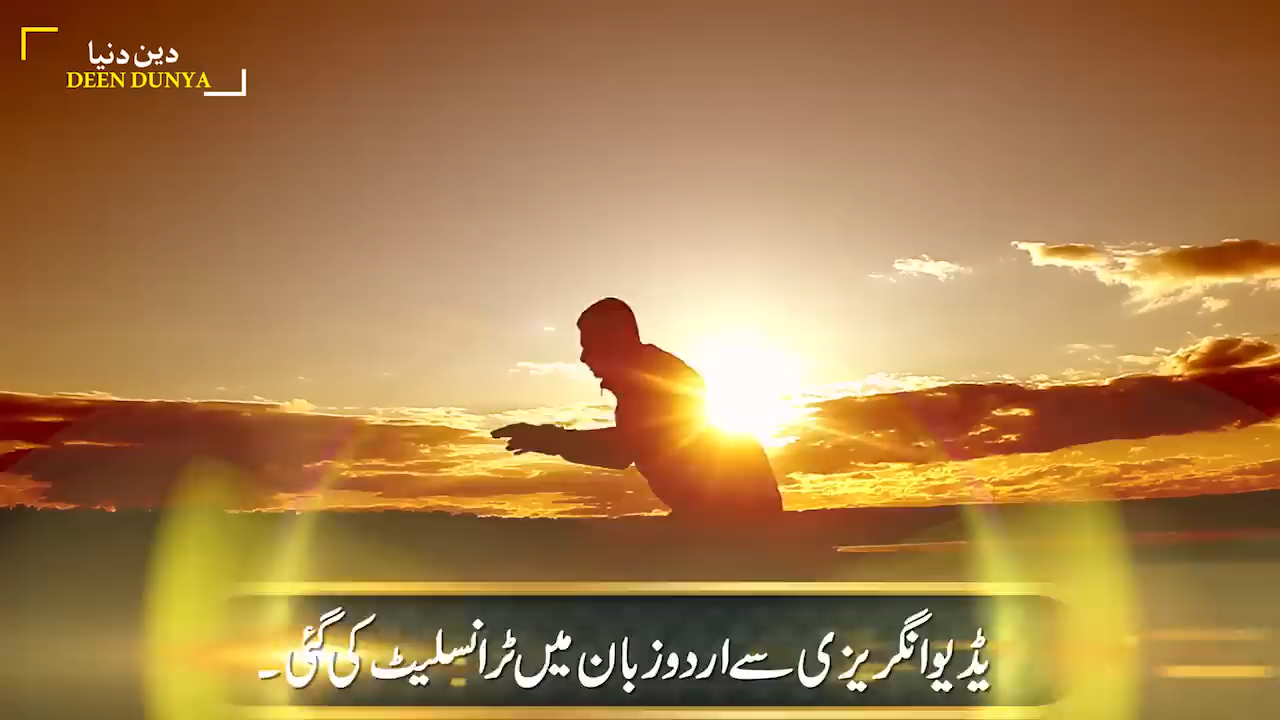 دین دنیا
DEEN DUNYA
یڈیو انگریزی سے اردو زبان میں ٹرانسلیٹ کی گئی۔